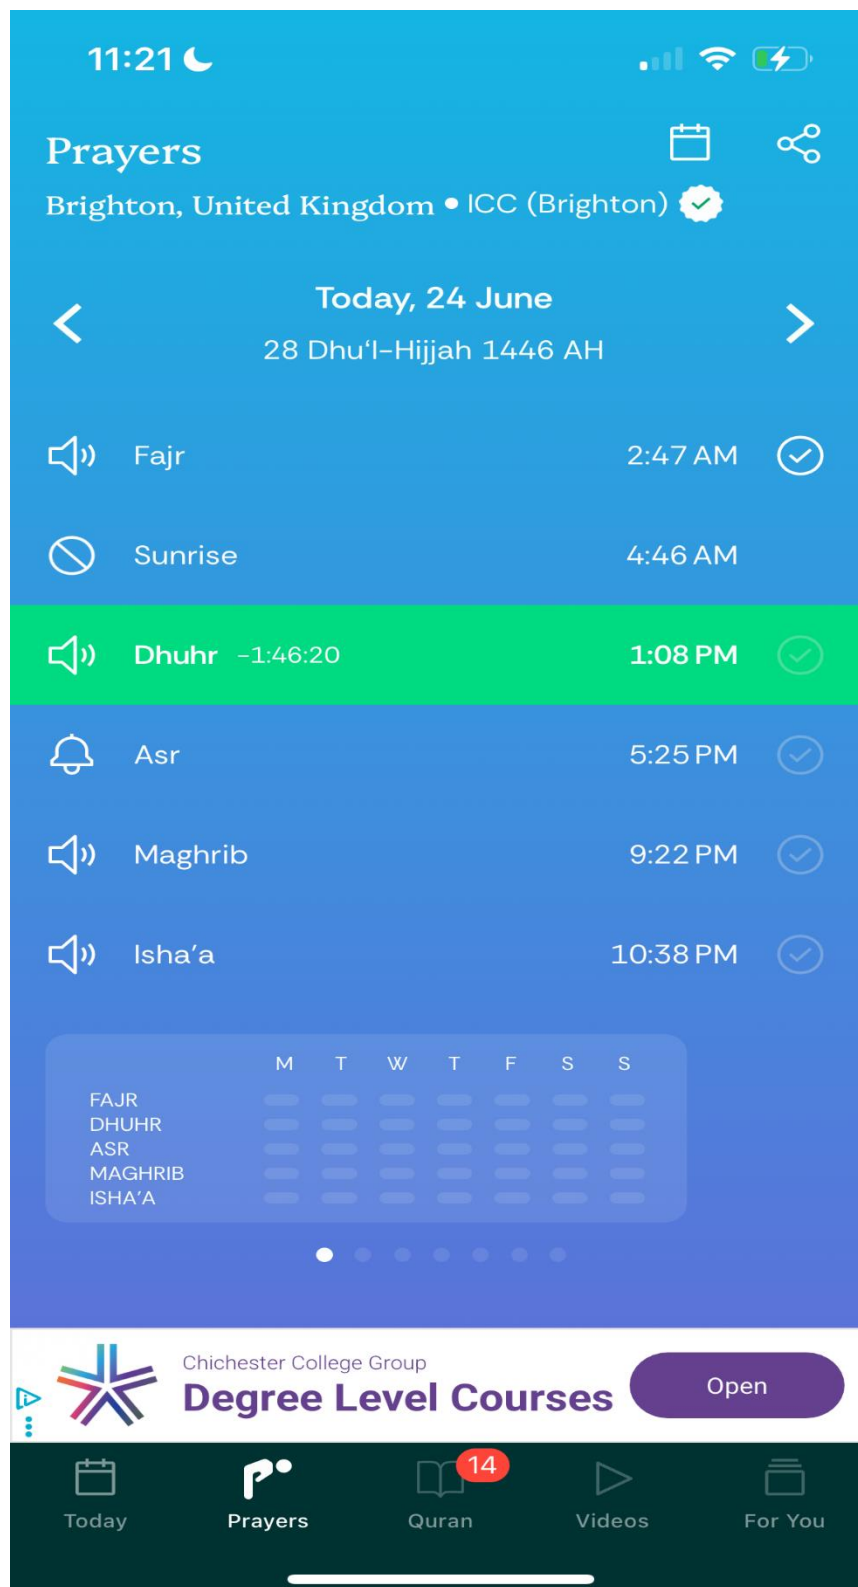 11:21
Prayers
Brighton, United Kingdom • ICC (Brighton)
Today, 24 June
28 Dhuʻl-Hijjah 1446 AH
Fajr 2:47 AM
Sunrise 4:46 AM
Dhuhr -1:46:20 1:08 PM
Asr 5:25 PM
Maghrib 9:22 PM
Isha’a 10:38 PM
M T W T F S S
FAJR
DHUHR
ASR
MAGHRIB
ISHA’A
Chichester College Group
Degree Level Courses
Open
14
Today Prayers Quran Videos For You